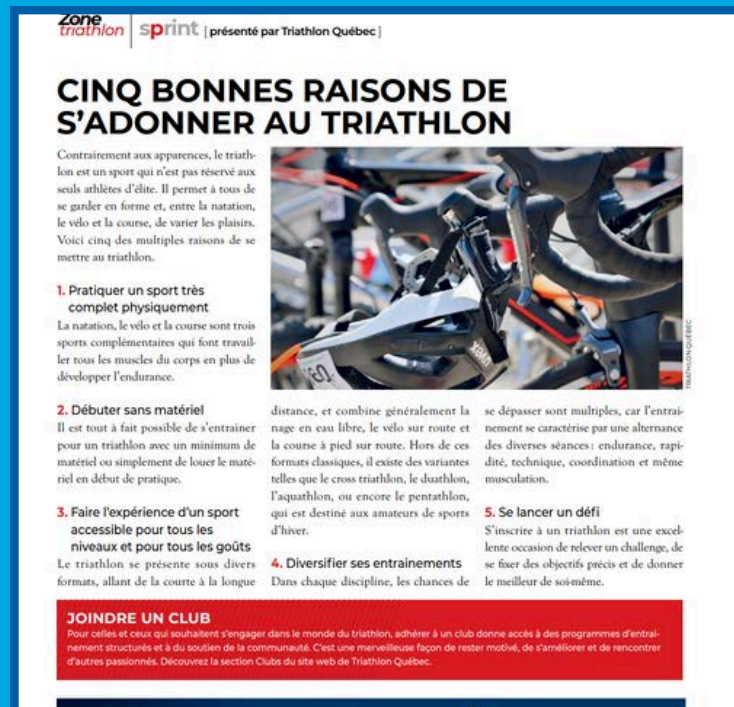 Zone
triathlon
sprint [présenté par Triathlon Québec]
CINQ BONNES RAISONS DE
S'ADONNER AU TRIATHLON
Contrairement aux apparences, le triath-
lon est un sport qui n'est pas réservé aux
seuls athlètes d'élite. Il permet à tous de
se garder en forme et, entre la natation,
le vélo et la course, de varier les plaisirs.
Voici cinq des multiples raisons de se
mettre au triathlon.
1. Pratiquer un sport très
complet physiquement
La natation, le vélo et la course sont trois
sports complémentaires qui font travail-
ler tous les muscles du corps en plus de
développer l'endurance.
2. Débuter sans matériel
Il est tout à fait possible de s'entrainer
pour un triathlon avec un minimum de
matériel ou simplement de louer le maté-
riel en début de pratique.
3. Faire l'expérience d'un sport
accessible pour tous les
niveaux et pour tous les goûts
Le triathlon se présente sous divers
formats, allant de la courte à la longue
uvex
TRIATHLON QUÉBEC
distance, et combine généralement la
nage en eau libre, le vélo sur route et
la course à pied sur route. Hors de ces
formats classiques, il existe des variantes
telles que le cross triathlon, le duathlon,
l'aquathlon, ou encore le pentathlon,
qui est destiné aux amateurs de sports
d'hiver.
4. Diversifier ses entrainements
Dans chaque discipline, les chances de
se dépasser sont multiples, car l'entrai-
nement se caractérise par une alternance
des diverses séances : endurance, rapi-
dité, technique, coordination et même
musculation.
5. Se lancer un défi
S'inscrire à un triathlon est une excel-
lente occasion de relever un challenge, de
se fixer des objectifs précis et de donner
le meilleur de soi-même.
JOINDRE UN CLUB
Pour celles et ceux qui souhaitent s'engager dans le monde du triathlon, adhérer à un club donne accès à des programmes d'entrai-
nement structurés et à du soutien de la communauté. C'est une merveilleuse façon de rester motivé, de s'améliorer et de rencontrer
d'autres passionnés. Découvrez la section Clubs du site web de Triathlon Québec.